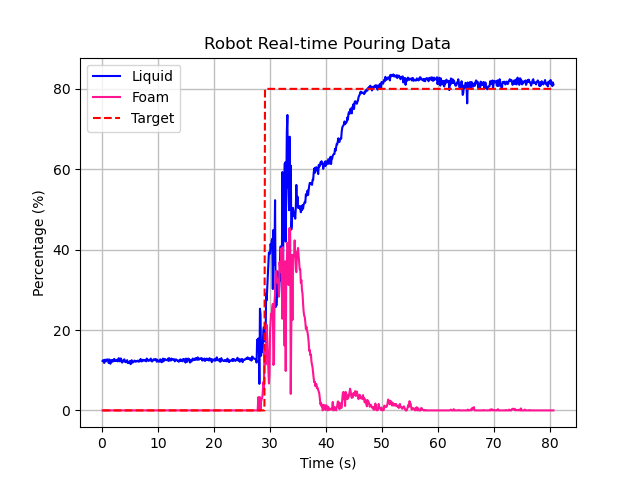 Robot Real-time Pouring Data
Liquid
Foam
Target
Percentage (%)
80
60
40
20
0
0 10 20 30 40 50 60 70 80
Time (s)